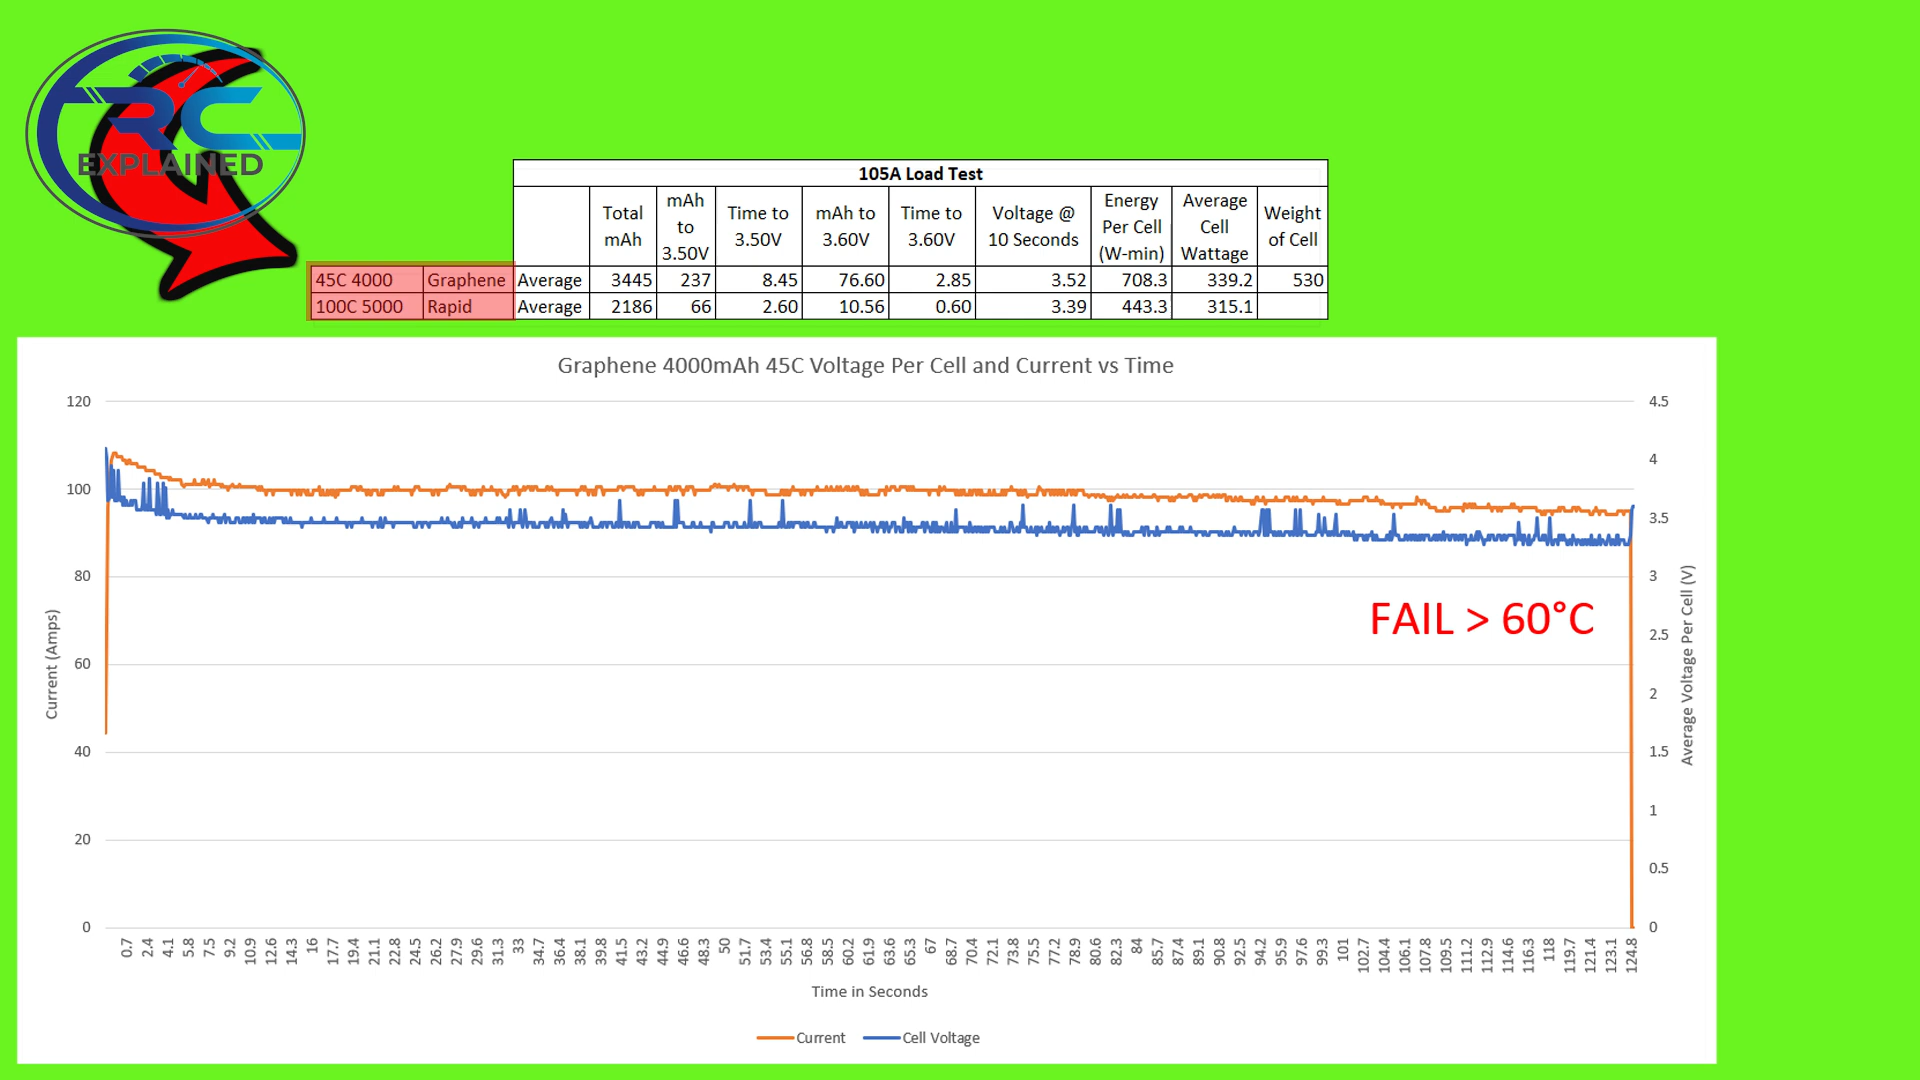 RC
EXPLAINED
105A Load Test
Total mAh mAh to 3.50V Time to 3.50V mAh to 3.60V Time to 3.60V Voltage @ 10 Seconds Energy Per Cell (W-min) Average Cell Wattage Weight of Cell
45C 4000 Graphene Average 3445 237 8.45 76.60 2.85 3.52 708.3 339.2 530
100C 5000 Rapid Average 2186 66 2.60 10.56 0.60 3.39 443.3 315.1
Graphene 4000mAh 45C Voltage Per Cell and Current vs Time
120 4.5
4
100
3.5
80 3
FAIL > 60°C
2.5
60
2
40 1.5
1
20
0.5
0 0
Current (Amps)
Average Voltage Per Cell (V)
0.7 2.4 4.1 5.8 7.5 9.2 10.9 12.6 14.3 16 17.7 19.4 21.1 22.8 24.5 26.2 27.9 29.6 31.3 33 34.7 36.4 38.1 39.8 41.5 43.2 44.9 46.6 48.3 50 51.7 53.4 55.1 56.8 58.5 60.2 61.9 63.6 65.3 67 68.7 70.4 72.1 73.8 75.5 77.2 78.9 80.6 82.3 84 85.7 87.4 89.1 90.8 92.5 94.2 95.9 97.6 99.3 101 102.7 104.4 106.1 107.8 109.5 111.2 112.9 114.6 116.3 118 119.7 121.4 123.1 124.8
Time in Seconds
Current Cell Voltage